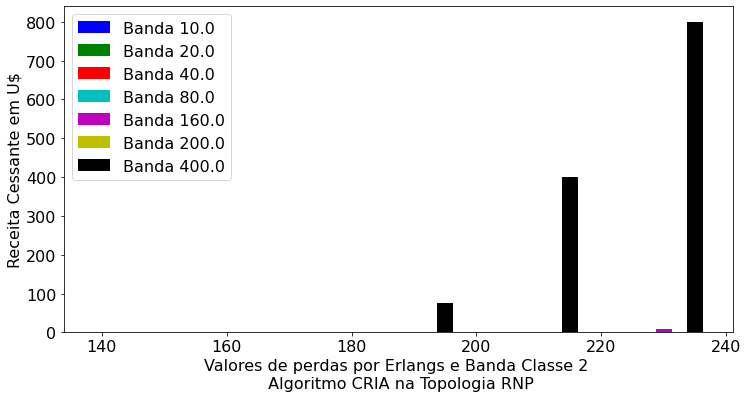 Banda 10.0
Banda 20.0
Banda 40.0
Banda 80.0
Banda 160.0
Banda 200.0
Banda 400.0
Receita Cessante em U$
800
700
600
500
400
300
200
100
0
140 160 180 200 220 240
Valores de perdas por Erlangs e Banda Classe 2
Algoritmo CRIA na Topologia RNP